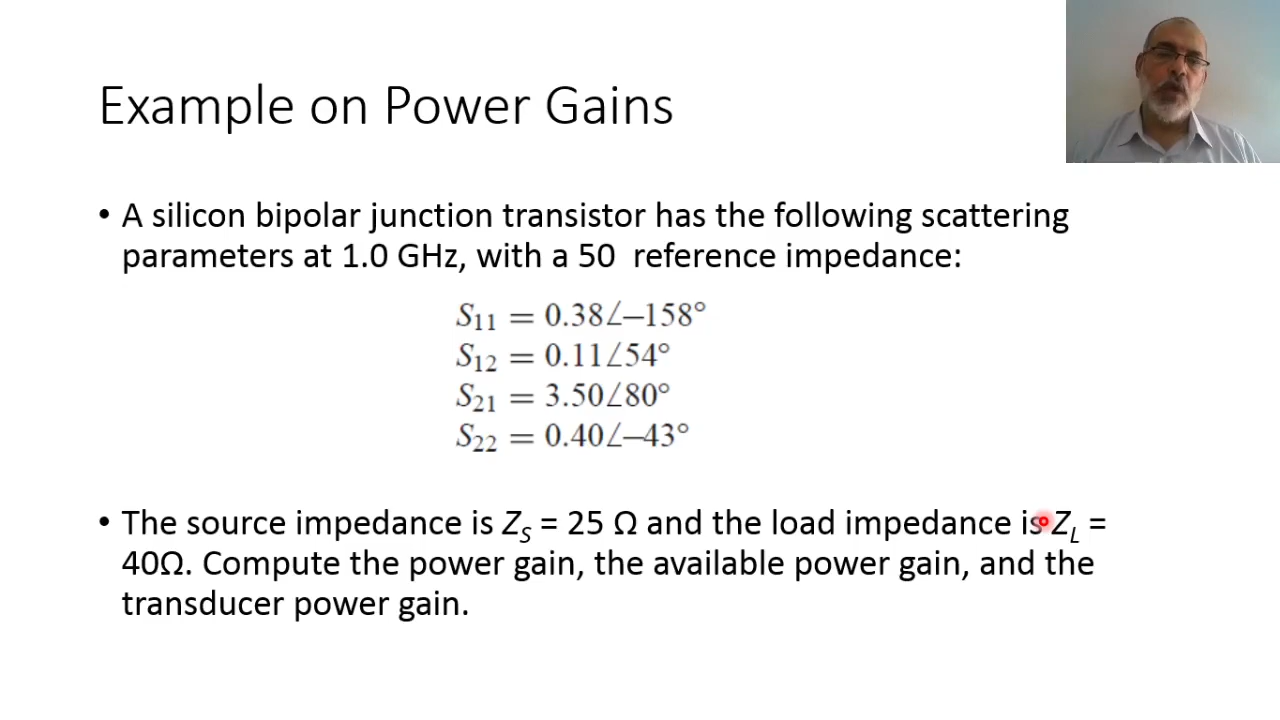 Example on Power Gains
• A silicon bipolar junction transistor has the following scattering
parameters at 1.0 GHz, with a 50  reference impedance:
S11 = 0.38∠–158°
S12 = 0.11∠54°
S21 = 3.50∠80°
S22 = 0.40∠–43°
• The source impedance is ZS = 25 Ω and the load impedance is ZL =
40Ω. Compute the power gain, the available power gain, and the
transducer power gain.